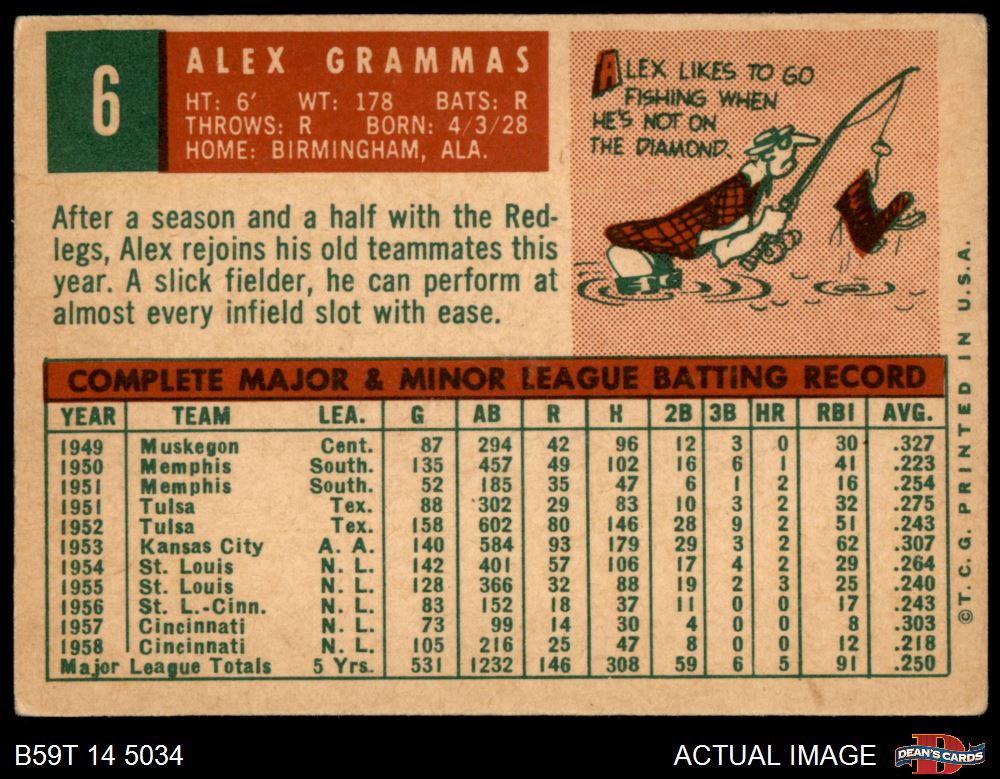 6
ALEX GRAMMAS
HT: 6' WT: 178 BATS: R
THROWS: R BORN: 4/3/28
HOME: BIRMINGHAM, ALA.
ALEX LIKES TO GO
FISHING WHEN
HE'S NOT ON
THE DIAMOND.
After a season and a half with the Red-
legs, Alex rejoins his old teammates this
year. A slick fielder, he can perform at
almost every infield slot with ease.
COMPLETE MAJOR & MINOR LEAGUE BATTING RECORD
YEAR TEAM LEA. G AB R H 2B 3B HR RBI AVG.
1949 Muskegon Cent. 87 294 42 96 12 3 0 30 .327
1950 Memphis South. 135 457 49 102 16 6 1 41 .223
1951 Memphis South. 52 185 35 47 6 1 2 16 .254
1951 Tulsa Tex. 88 302 29 83 10 3 2 32 .275
1952 Tulsa Tex. 158 602 80 146 28 9 2 51 .243
1953 Kansas City A. A. 140 584 93 179 29 3 2 62 .307
1954 St. Louis N. L. 142 401 57 106 17 4 2 29 .264
1955 St. Louis N. L. 128 366 32 88 19 2 3 25 .240
1956 St. L.-Cinn. N. L. 83 152 18 37 11 0 0 17 .243
1957 Cincinnati N. L. 73 99 14 30 4 0 0 8 .303
1958 Cincinnati N. L. 105 216 25 47 8 0 0 12 .218
Major League Totals 5 Yrs. 531 1232 146 308 59 6 5 91 .250
©T. C. G. PRINTED IN U.S.A.
B59T 14 5034
ACTUAL IMAGE
DEAN'S CARDS